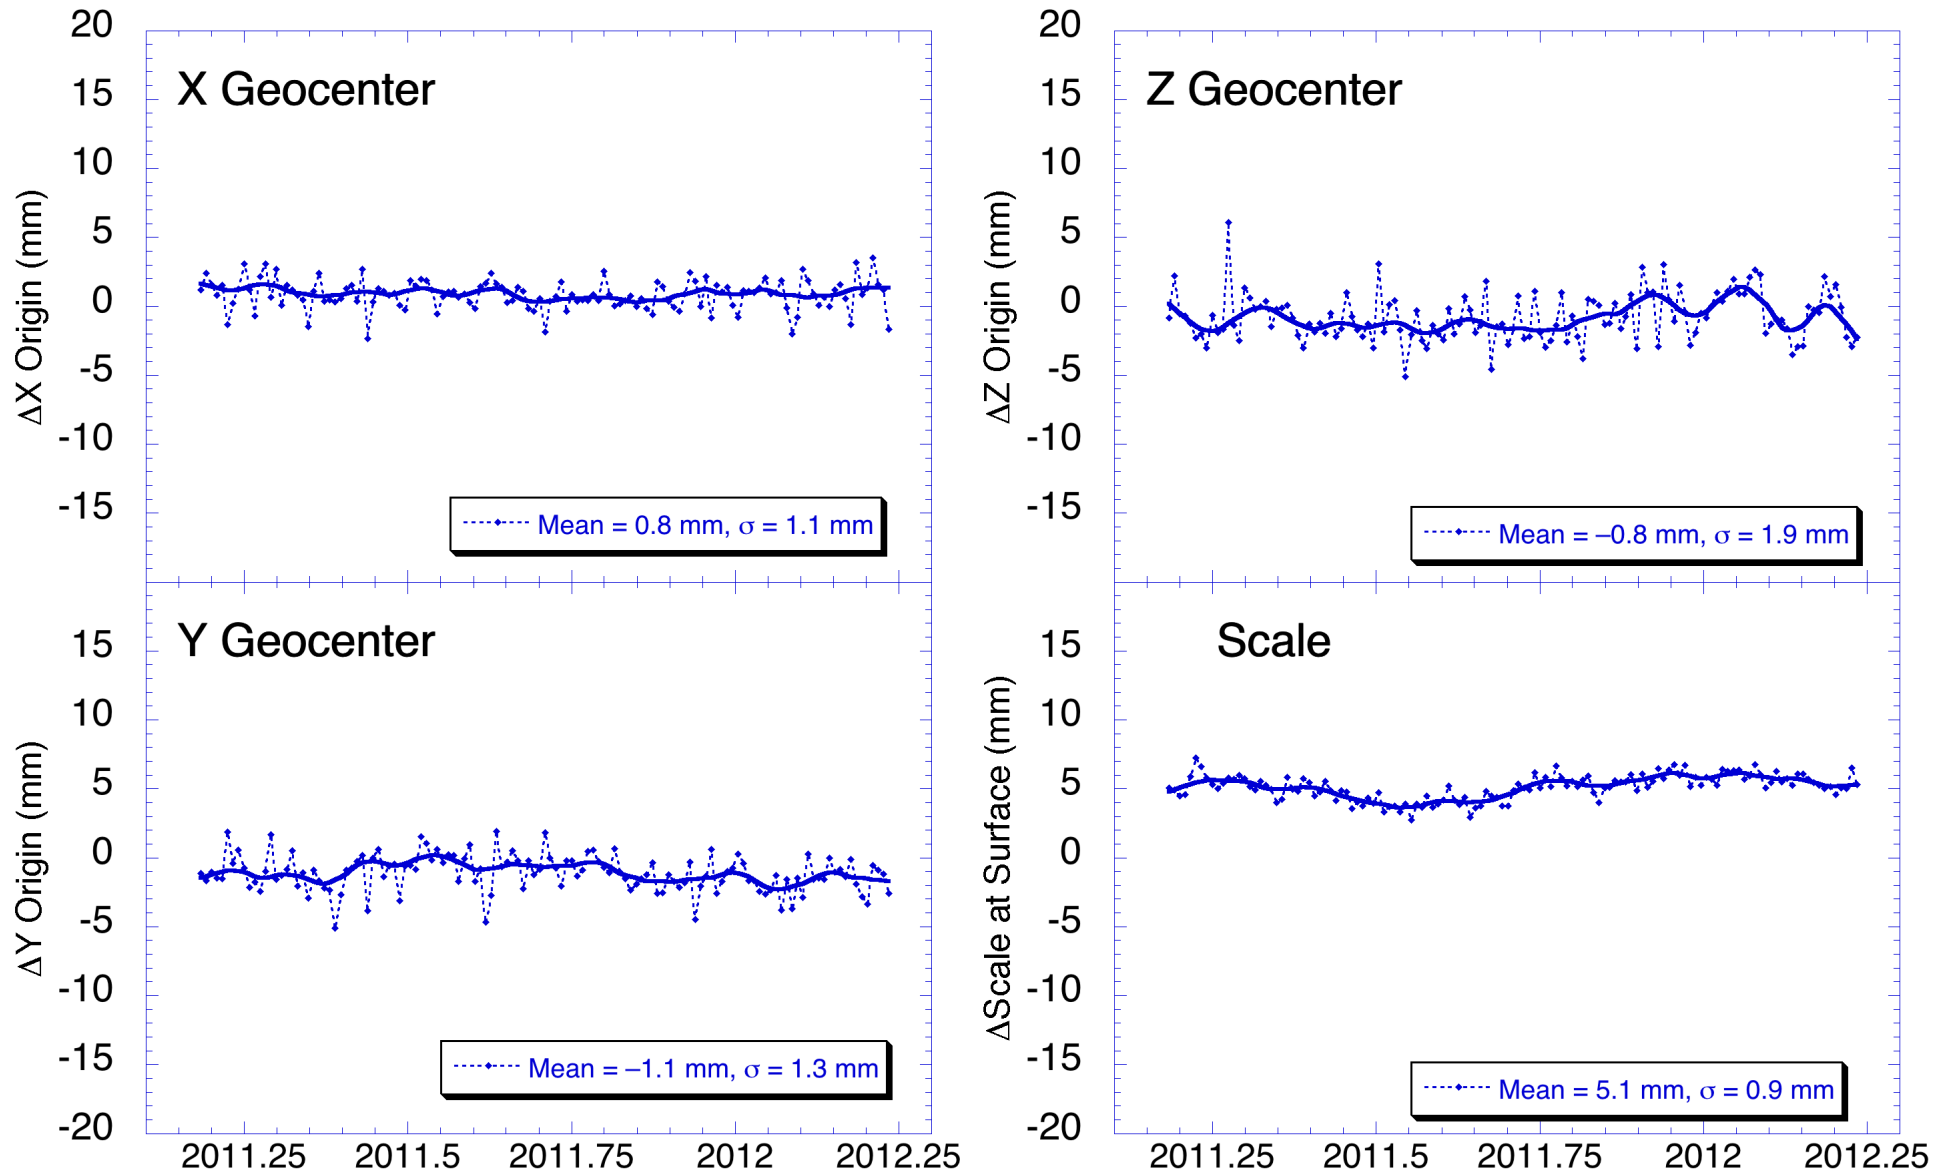 20
15
10
5
0
-5
-10
-15
ΔX Origin (mm)
X Geocenter
Mean = 0.8 mm, σ = 1.1 mm
20
15
10
5
0
-5
-10
-15
ΔZ Origin (mm)
Z Geocenter
Mean = –0.8 mm, σ = 1.9 mm
15
10
5
0
-5
-10
-15
-20
ΔY Origin (mm)
Y Geocenter
Mean = –1.1 mm, σ = 1.3 mm
2011.25 2011.5 2011.75 2012 2012.25
15
10
5
0
-5
-10
-15
-20
ΔScale at Surface (mm)
Scale
Mean = 5.1 mm, σ = 0.9 mm
2011.25 2011.5 2011.75 2012 2012.25